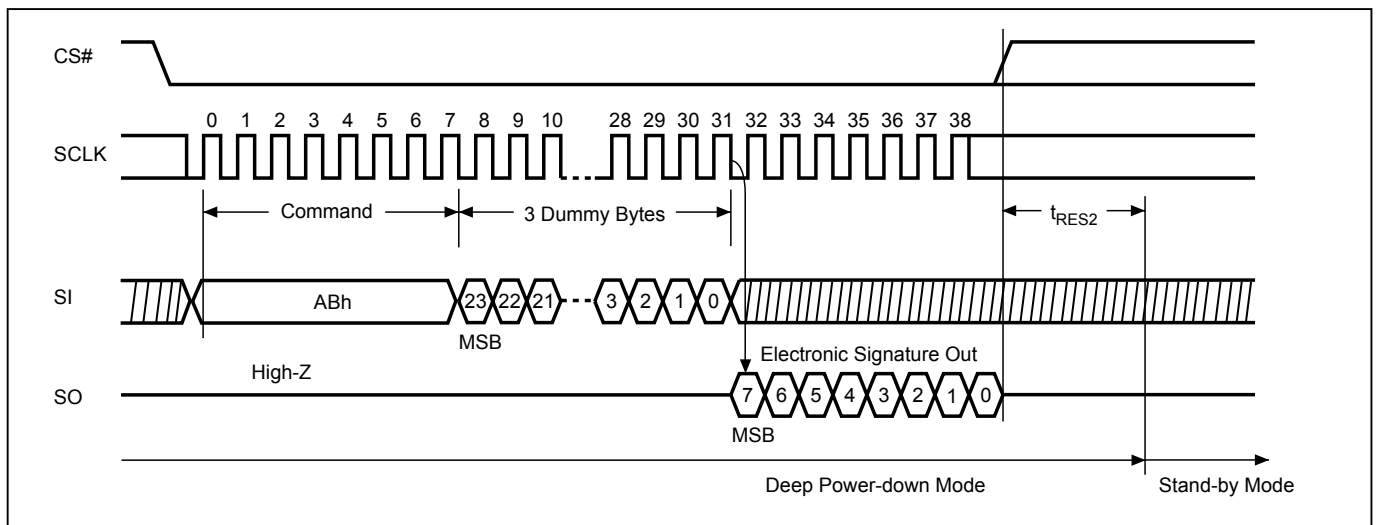 CS#
0 1 2 3 4 5 6 7 8 9 10 28 29 30 31 32 33 34 35 36 37 38
SCLK
Command
3 Dummy Bytes
tRES2
SI
ABh
23 22 21 3 2 1 0
MSB
Electronic Signature Out
High-Z
SO
7 6 5 4 3 2 1 0
MSB
Deep Power-down Mode
Stand-by Mode